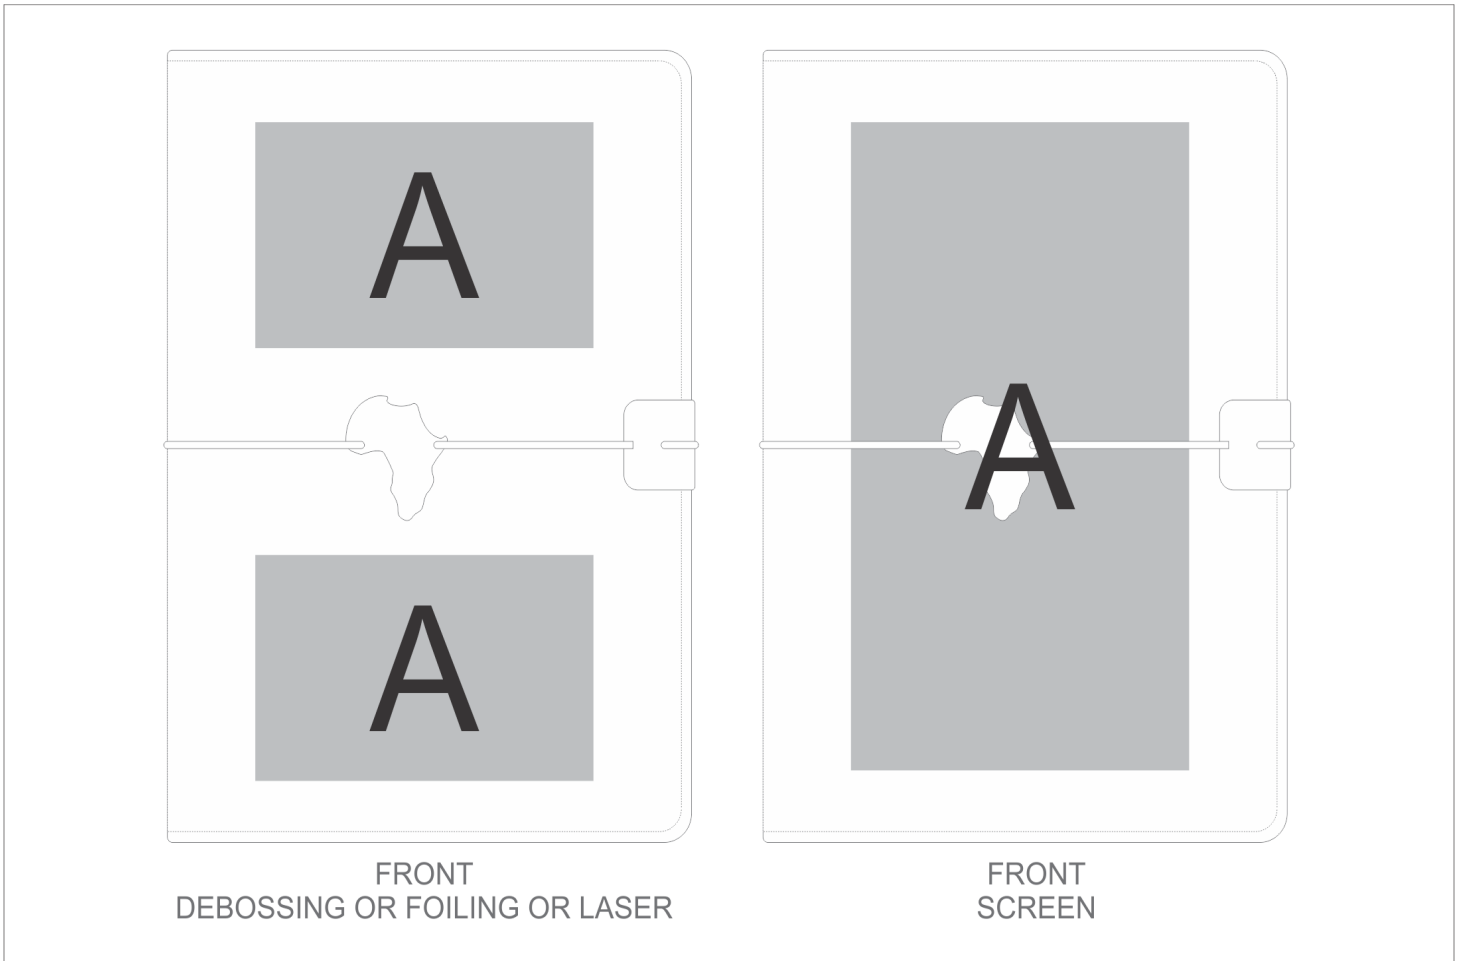 A
A
FRONT
DEBOSSING OR FOILING OR LASER
A
FRONT
SCREEN